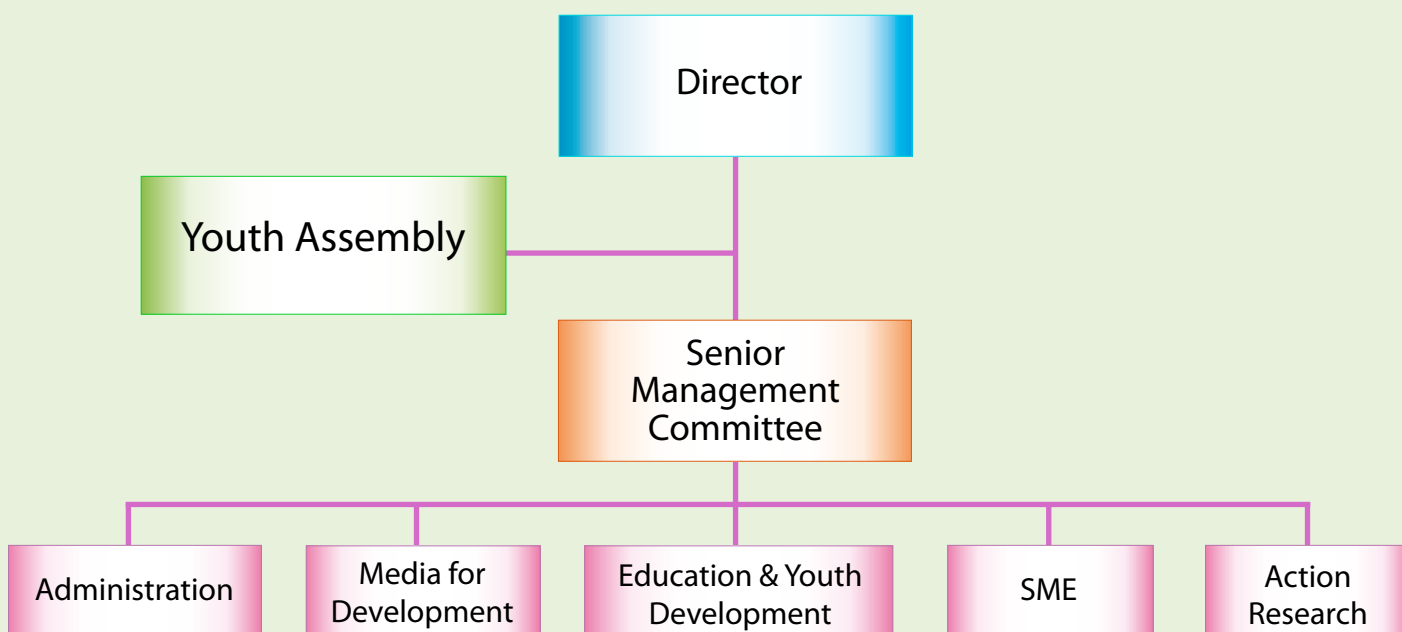 Director
Youth Assembly
Senior
Management
Committee
Administration
Media for
Development
Education & Youth
Development
SME
Action
Research